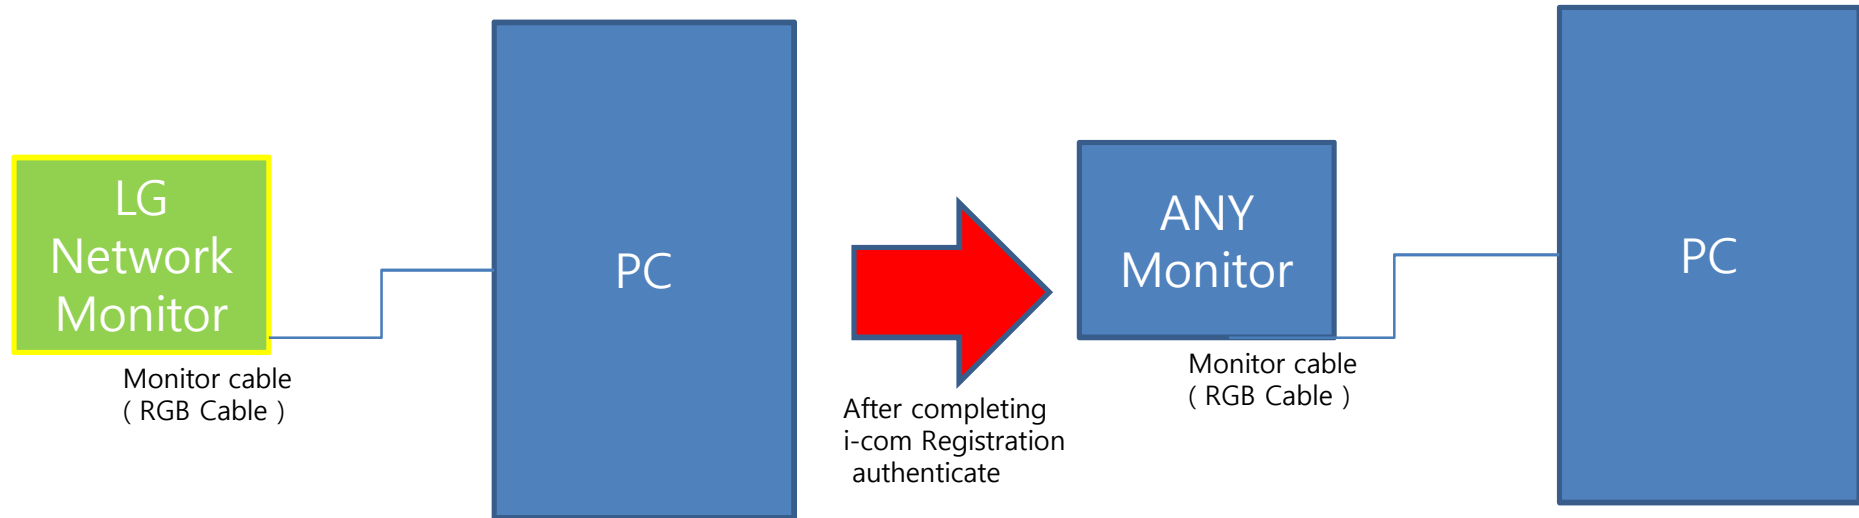 LG
Network
Monitor
PC
Monitor cable
( RGB Cable )
After completing
i-com Registration
authenticate
ANY
Monitor
PC
Monitor cable
( RGB Cable )